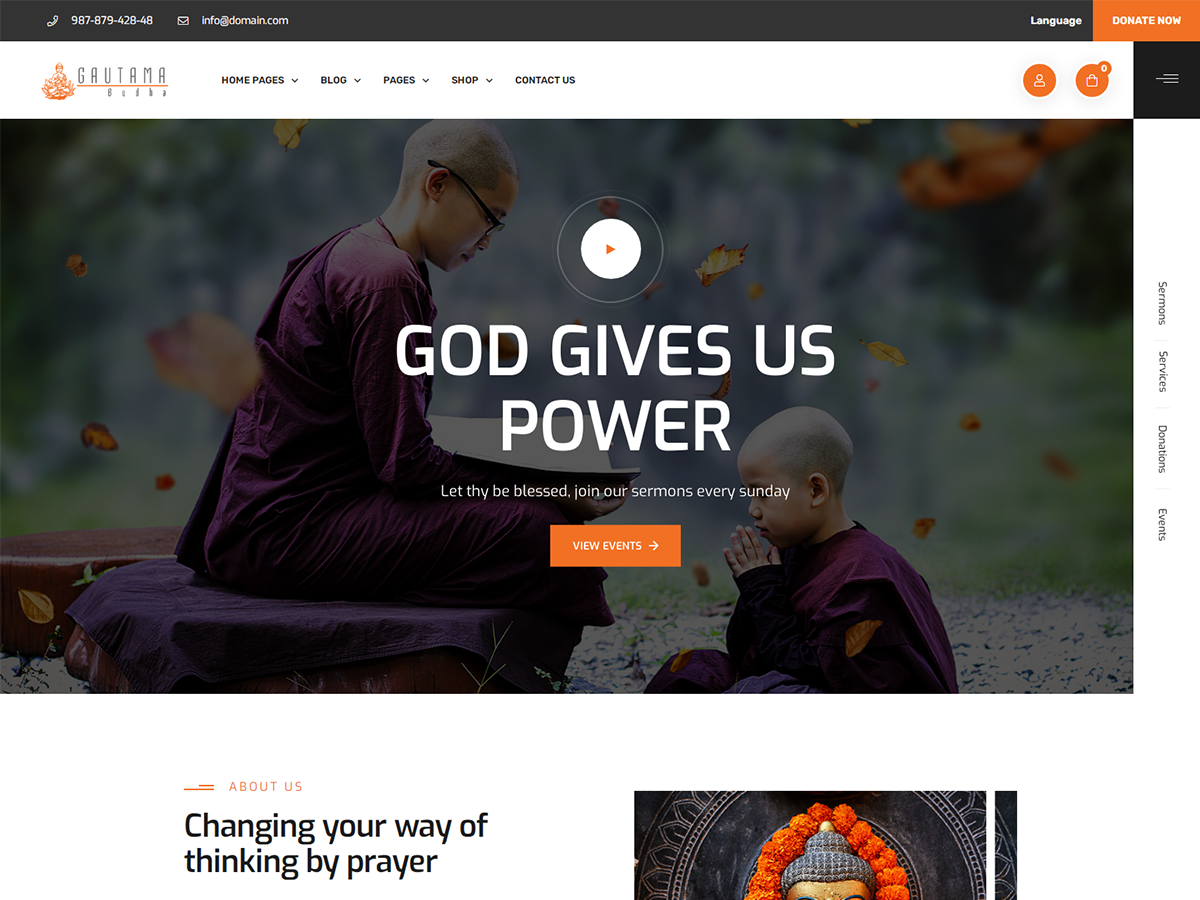 987-879-428-48
info@domain.com
Language
DONATE NOW
GAUTAMA
Budha
HOME PAGES
BLOG
PAGES
SHOP
CONTACT US
0
GOD GIVES US
POWER
Let thy be blessed, join our sermons every sunday
VIEW EVENTS
Sermons
Services
Donations
Events
ABOUT US
Changing your way of
thinking by prayer